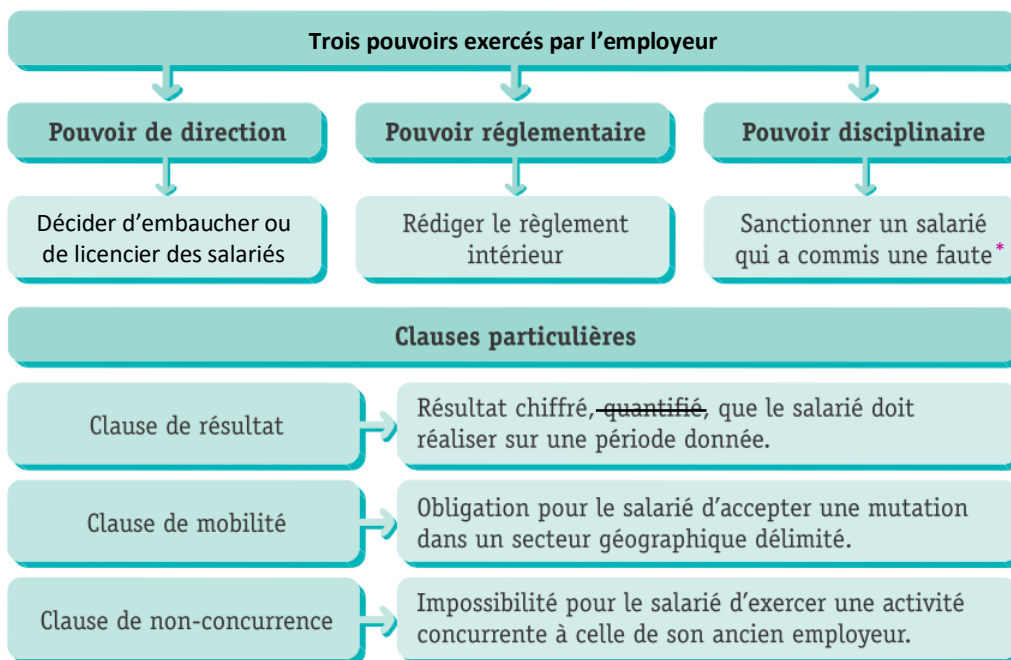 Trois pouvoirs exercés par l’employeur
Pouvoir de direction
Pouvoir réglementaire
Pouvoir disciplinaire
Décider d’embaucher ou
de licencier des salariés
Rédiger le règlement
intérieur
Sanctionner un salarié
qui a commis une faute*
Clauses particulières
Clause de résultat
Résultat chiffré, quantifié, que le salarié doit
réaliser sur une période donnée.
Clause de mobilité
Obligation pour le salarié d’accepter une mutation
dans un secteur géographique délimité.
Clause de non-concurrence
Impossibilité pour le salarié d’exercer une activité
concurrente à celle de son ancien employeur.